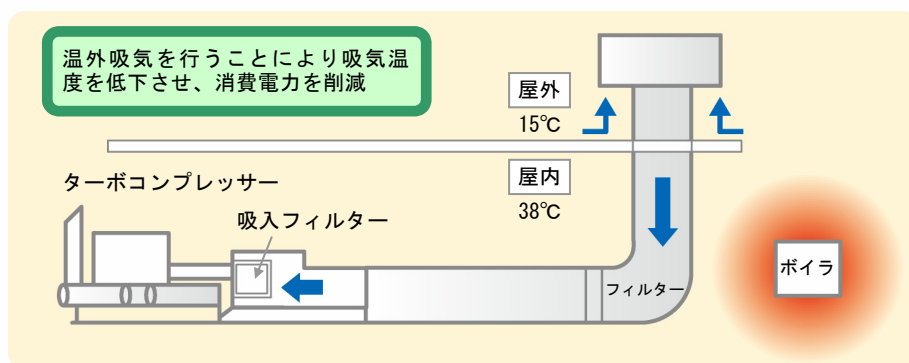 温外吸気を行うことにより吸気温
度を低下させ、消費電力を削減
屋外
15℃
屋内
38℃
ターボコンプレッサー
吸入フィルター
フィルター
ボイラ